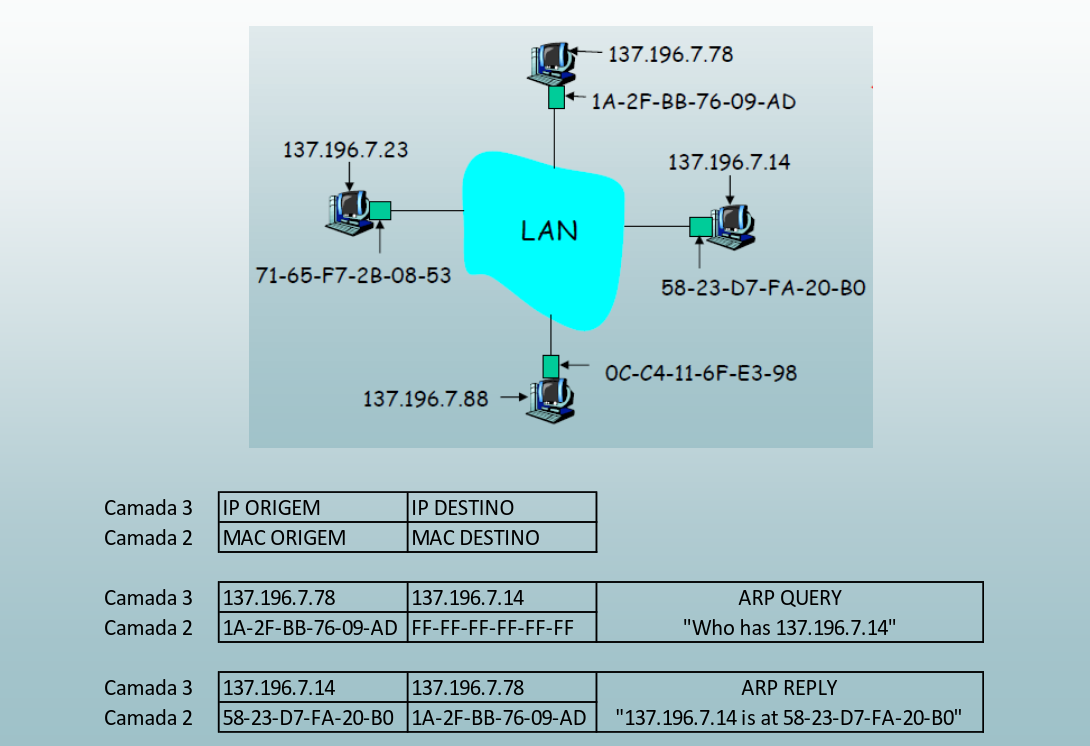 137.196.7.78
1A-2F-BB-76-09-AD
137.196.7.23
137.196.7.14
LAN
71-65-F7-2B-08-53
58-23-D7-FA-20-B0
0C-C4-11-6F-E3-98
137.196.7.88
Camada 3 IP ORIGEM IP DESTINO
Camada 2 MAC ORIGEM MAC DESTINO
Camada 3 137.196.7.78 137.196.7.14 ARP QUERY
Camada 2 1A-2F-BB-76-09-AD FF-FF-FF-FF-FF-FF "Who has 137.196.7.14"
Camada 3 137.196.7.14 137.196.7.78 ARP REPLY
Camada 2 58-23-D7-FA-20-B0 1A-2F-BB-76-09-AD "137.196.7.14 is at 58-23-D7-FA-20-B0"